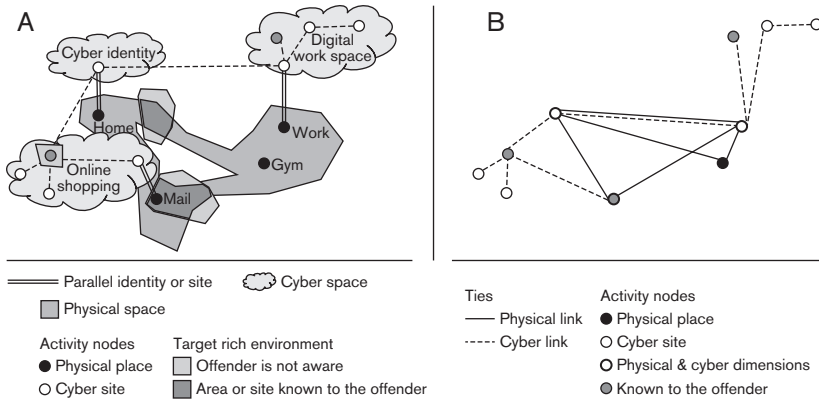 A
Cyber identity
Digital
work space
Home
Work
Gym
Online
shopping
Mail
Parallel identity or site
Cyber space
Physical space
Activity nodes
Physical place
Cyber site
Target rich environment
Offender is not aware
Area or site known to the offender
B
Ties
Physical link
Cyber link
Activity nodes
Physical place
Cyber site
Physical & cyber dimensions
Known to the offender